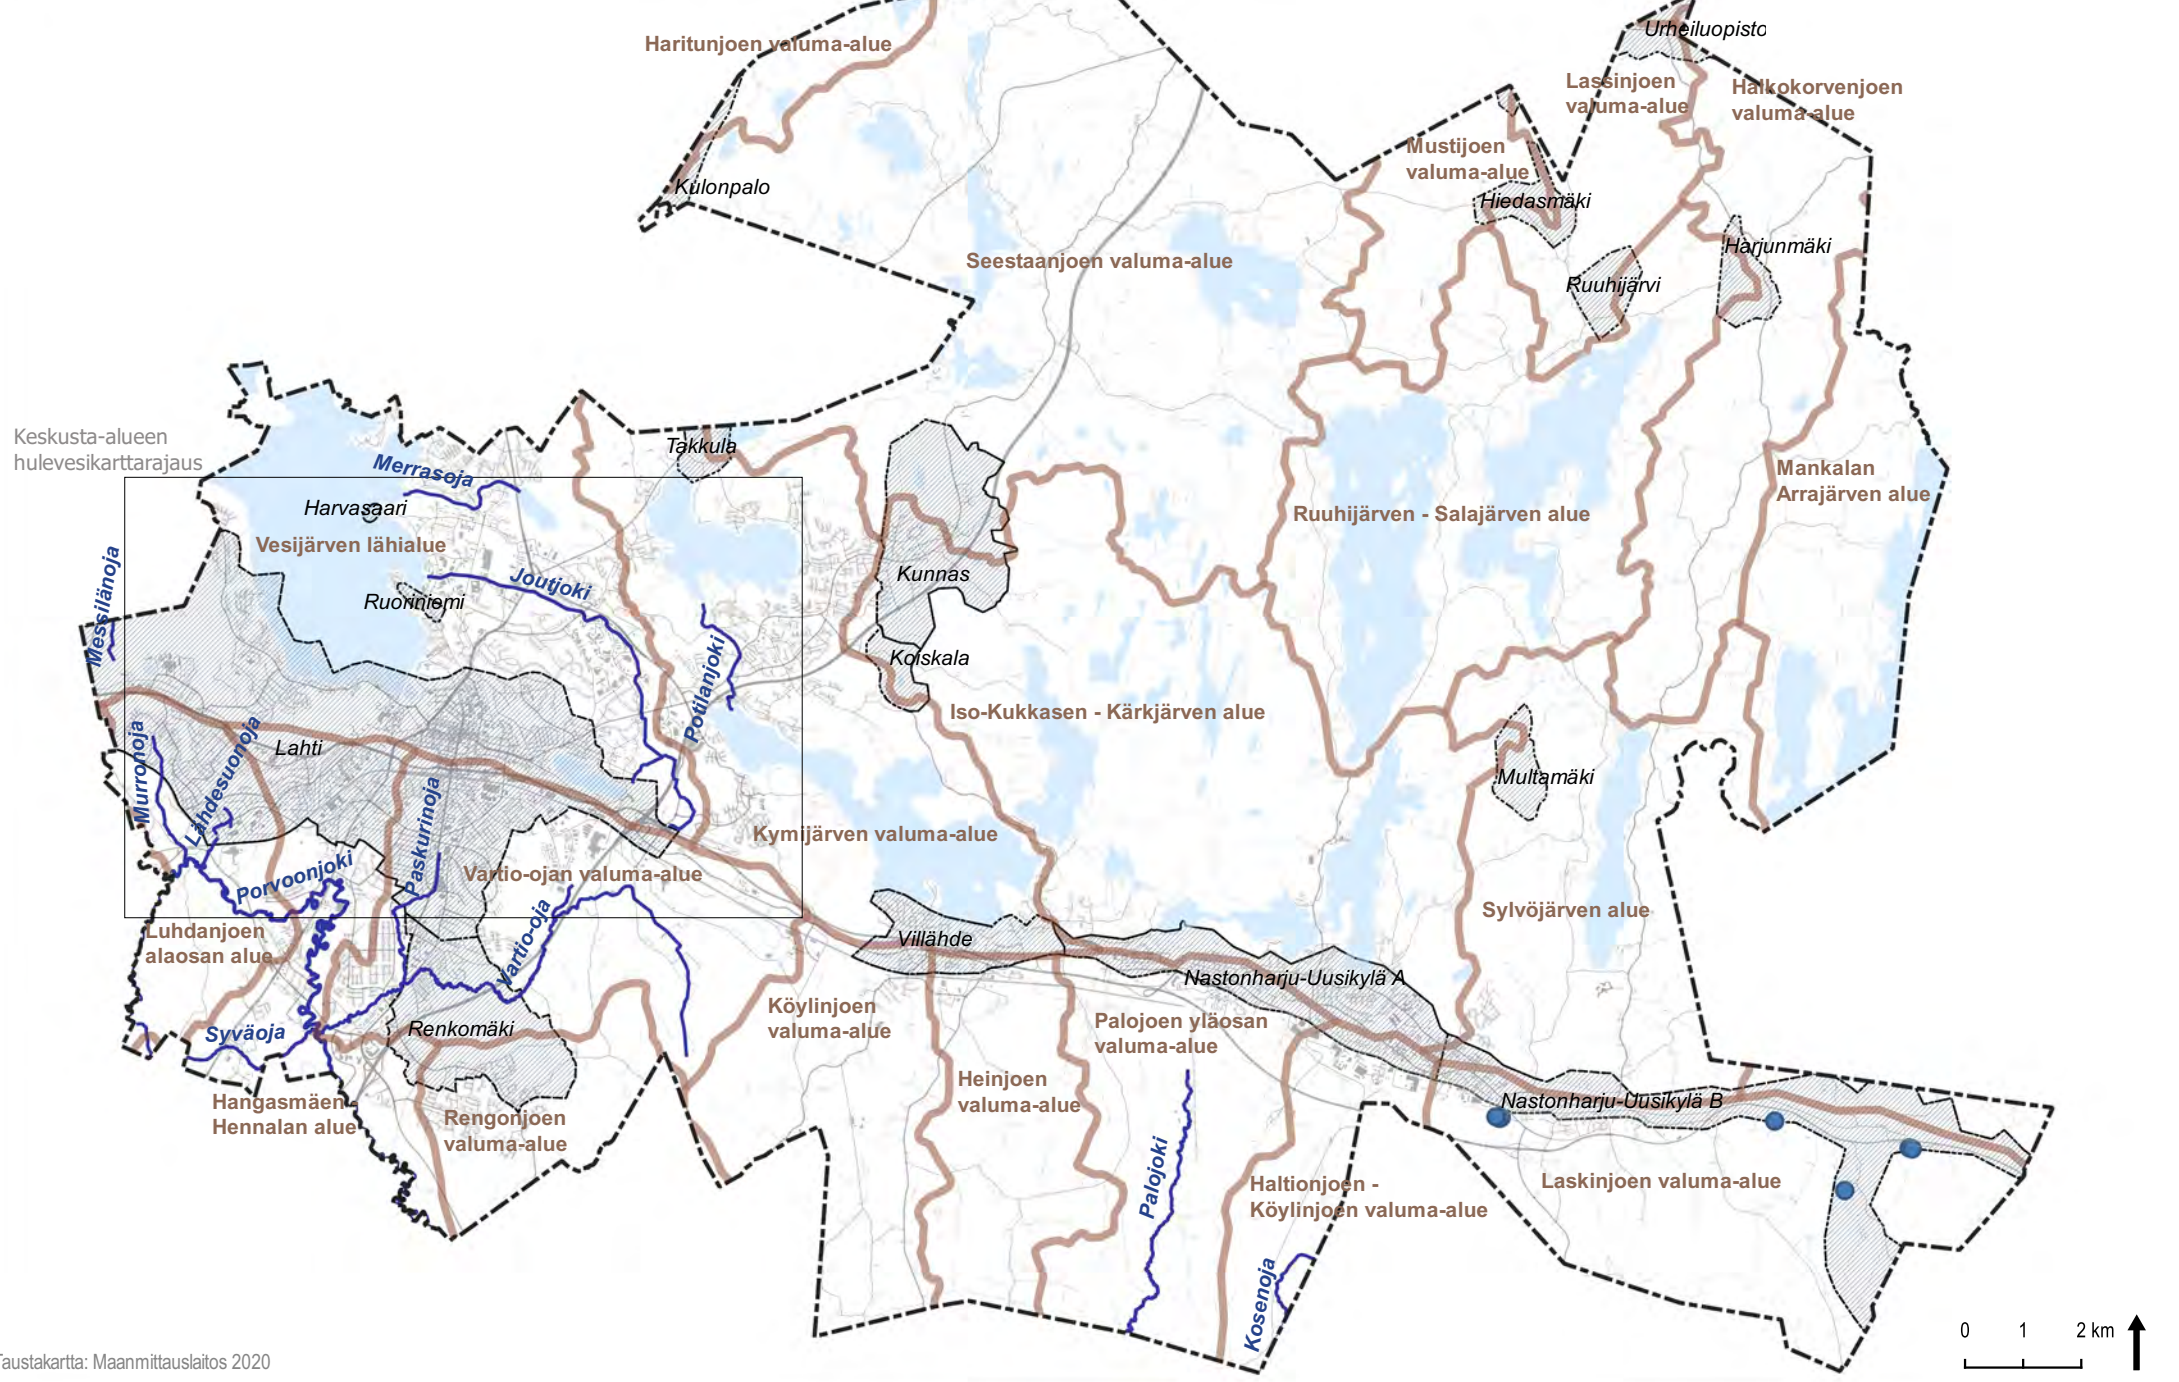 Urheiluopisto
Haritunjoen valuma-alue
Lassinjoen
valuma-alue
Halkokorvenjoen
valuma-alue
Mustijoen
valuma-alue
Kulonpalo
Hiedasmäki
Harjunmäki
Seestaanjoen valuma-alue
Ruuhijärvi
Keskusta-alueen
hulevesikarttarajaus
Takkula
Merrasoja
Mankalan
Arrajärven alue
Harvasaari
Ruuhijärven - Salajärven alue
Vesijärven lähialue
Messilänoja
Joutjoki
Kunnas
Ruoriniemi
Koiskala
Potilanjoki
Iso-Kukkasen - Kärkjärven alue
Lahti
Murronoja
Lähdesuonoja
Multamäki
Paskurinoja
Kymijärven valuma-alue
Porvoonjoki
Vartio-ojan valuma-alue
Sylvöjärven alue
Luhdanjoen
alaosan alue
Vartio-oja
Villähde
Nastonharju-Uusikylä A
Köylinjoen
valuma-alue
Palojoen yläosan
valuma-alue
Syväoja
Renkomäki
Heinjoen
valuma-alue
Hangasmäen -
Hennalan alue
Rengonjoen
valuma-alue
Nastonharju-Uusikylä B
Palojoki
Haltionjoen -
Köylinjoen valuma-alue
Laskinjoen valuma-alue
Kosenoja
0 1 2 km
Taustakartta: Maanmittauslaitos 2020